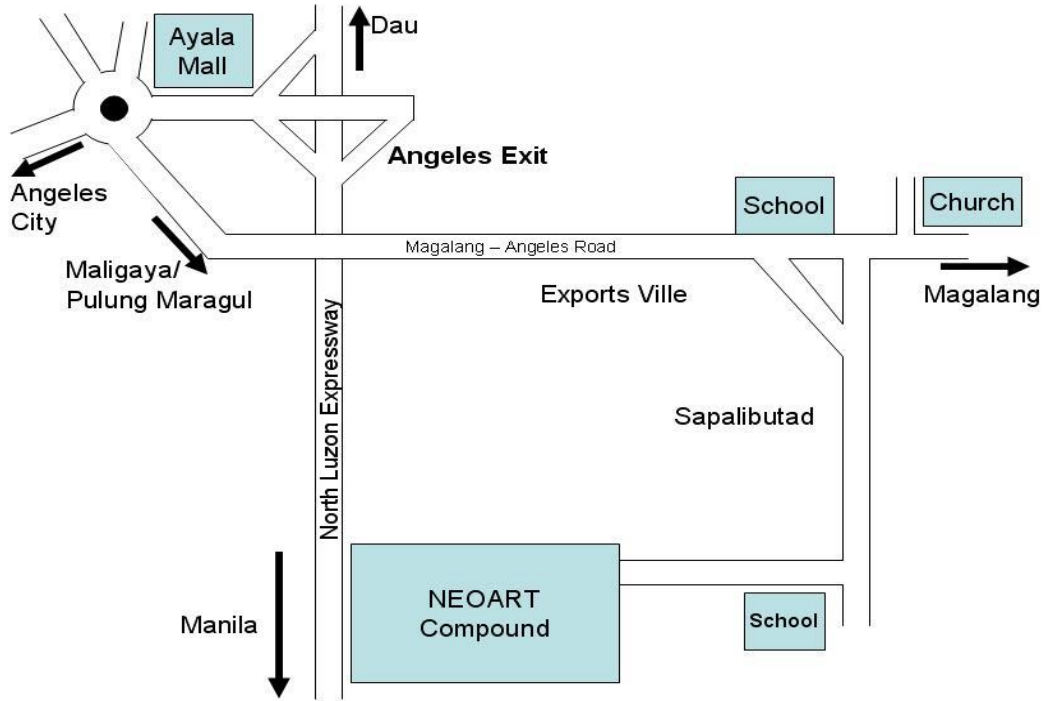 Dau
Ayala
Mall
Angeles Exit
Angeles
City
School
Church
Magalang – Angeles Road
Maligaya/
Pulung Maragul
Exports Ville
Magalang
North Luzon Expressway
Sapalibutad
NEOART
Compound
Manila
School